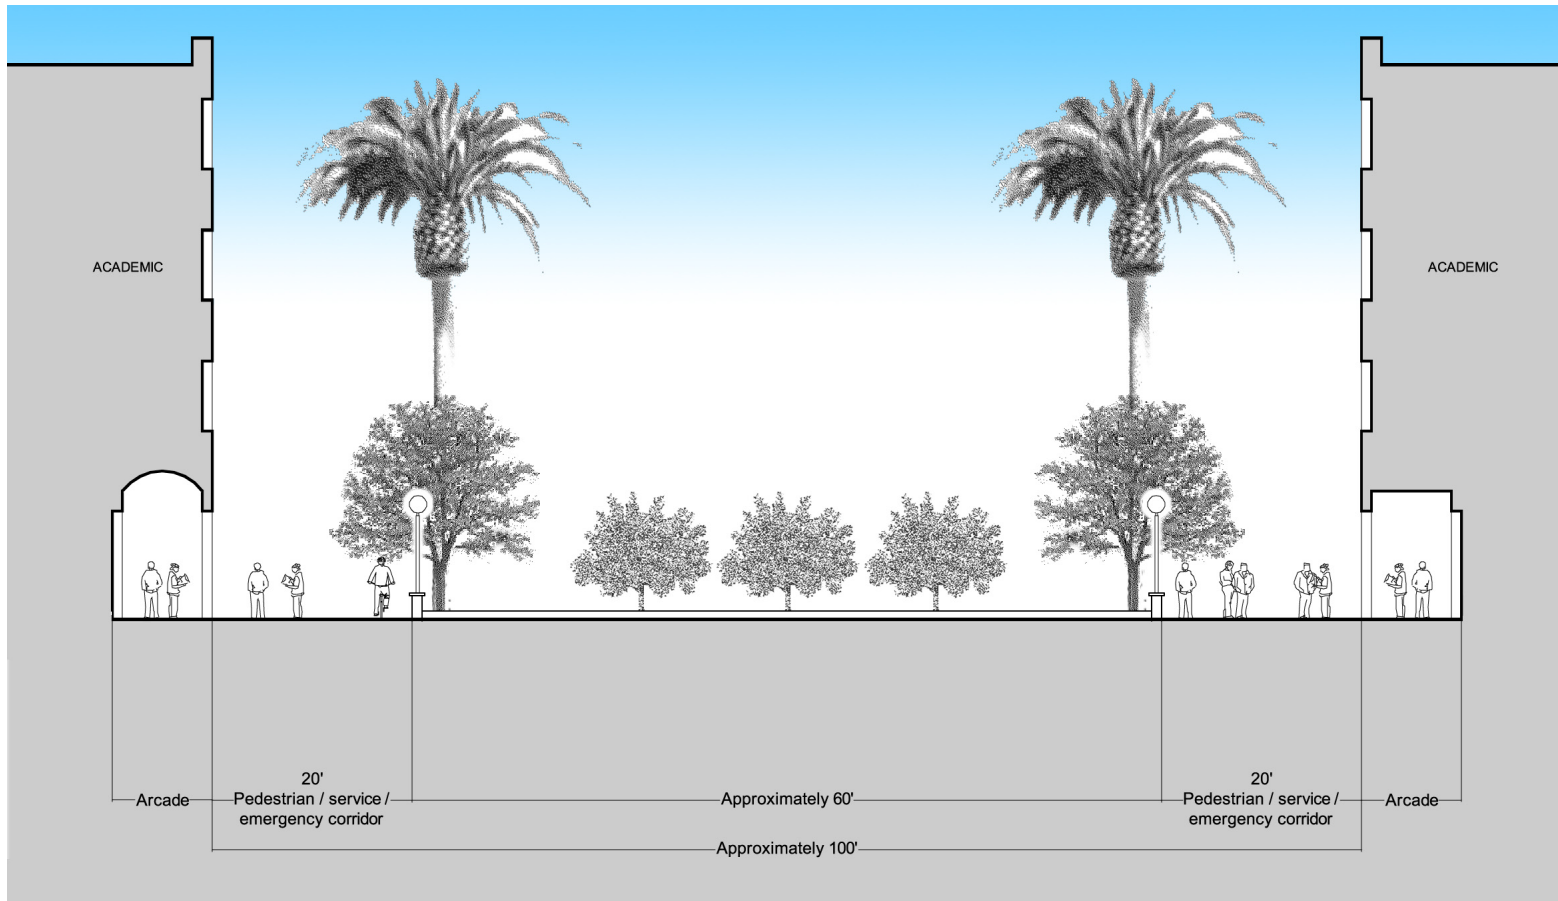 ACADEMIC
ACADEMIC
20'
Pedestrian / service /
emergency corridor
20'
Pedestrian / service /
emergency corridor
Arcade
Approximately 60'
Arcade
Approximately 100'